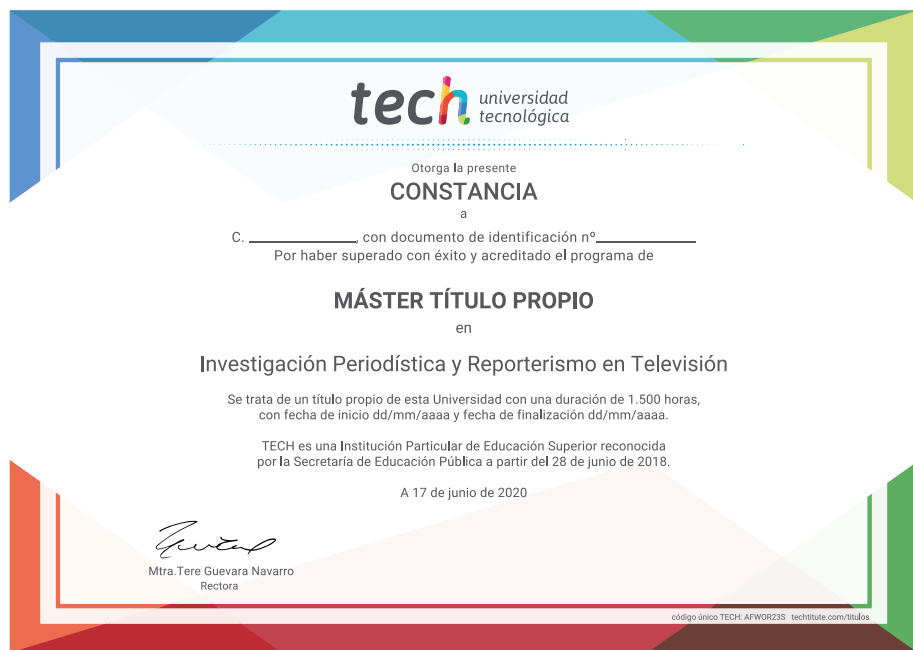 tech universidad
tecnológica
Otorga la presente
CONSTANCIA
a
C. ____________, con documento de identificación nº___________
Por haber superado con éxito y acreditado el programa de
MÁSTER TÍTULO PROPIO
en
Investigación Periodística y Reporterismo en Televisión
Se trata de un título propio de esta Universidad con una duración de 1.500 horas,
con fecha de inicio dd/mm/aaaa y fecha de finalización dd/mm/aaaa.
TECH es una Institución Particular de Educación Superior reconocida
por la Secretaría de Educación Pública a partir del 28 de junio de 2018.
A 17 de junio de 2020
Mtra.Tere Guevara Navarro
Rectora
código único TECH: AFWOR23S techtitute.com/titulos